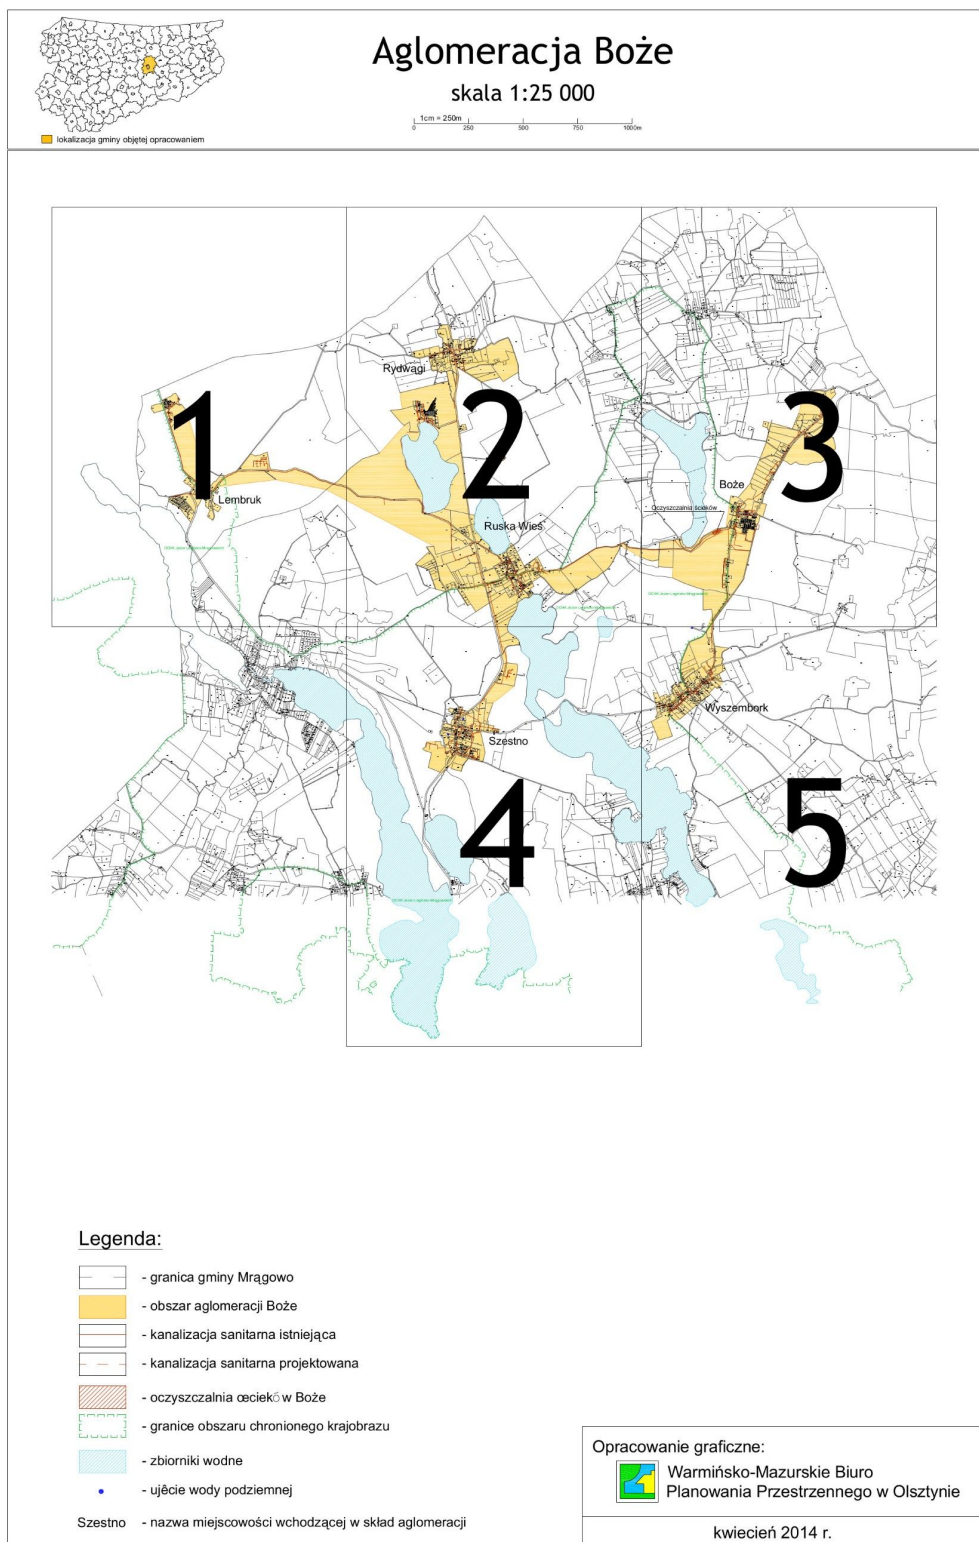 Aglomeracja Boże
skala 1:25 000
1cm = 250m
0 250 500 750 1000m
lokalizacja gminy objętej opracowaniem
Rydwągi
1
2
3
Lembruk
Boże
Oczyszczalnia ścieków
Ruska Wieś
Wyszembork
Szestno
4
5
Legenda:
- granica gminy Mrągowo
- obszar aglomeracji Boże
- kanalizacja sanitarna istniejąca
- kanalizacja sanitarna projektowana
- oczyszczalnia œciekó w Boże
- granice obszaru chronionego krajobrazu
- zbiorniki wodne
- ujêcie wody podziemnej
Szestno - nazwa miejscowości wchodzącej w skład aglomeracji
Opracowanie graficzne:
Warmińsko-Mazurskie Biuro
Planowania Przestrzennego w Olsztynie
kwiecień 2014 r.